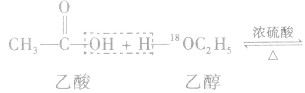 O
CH₃—C—OH + H—¹⁸OC₂H₅ 浓硫酸 ⇌ △
乙酸 乙醇